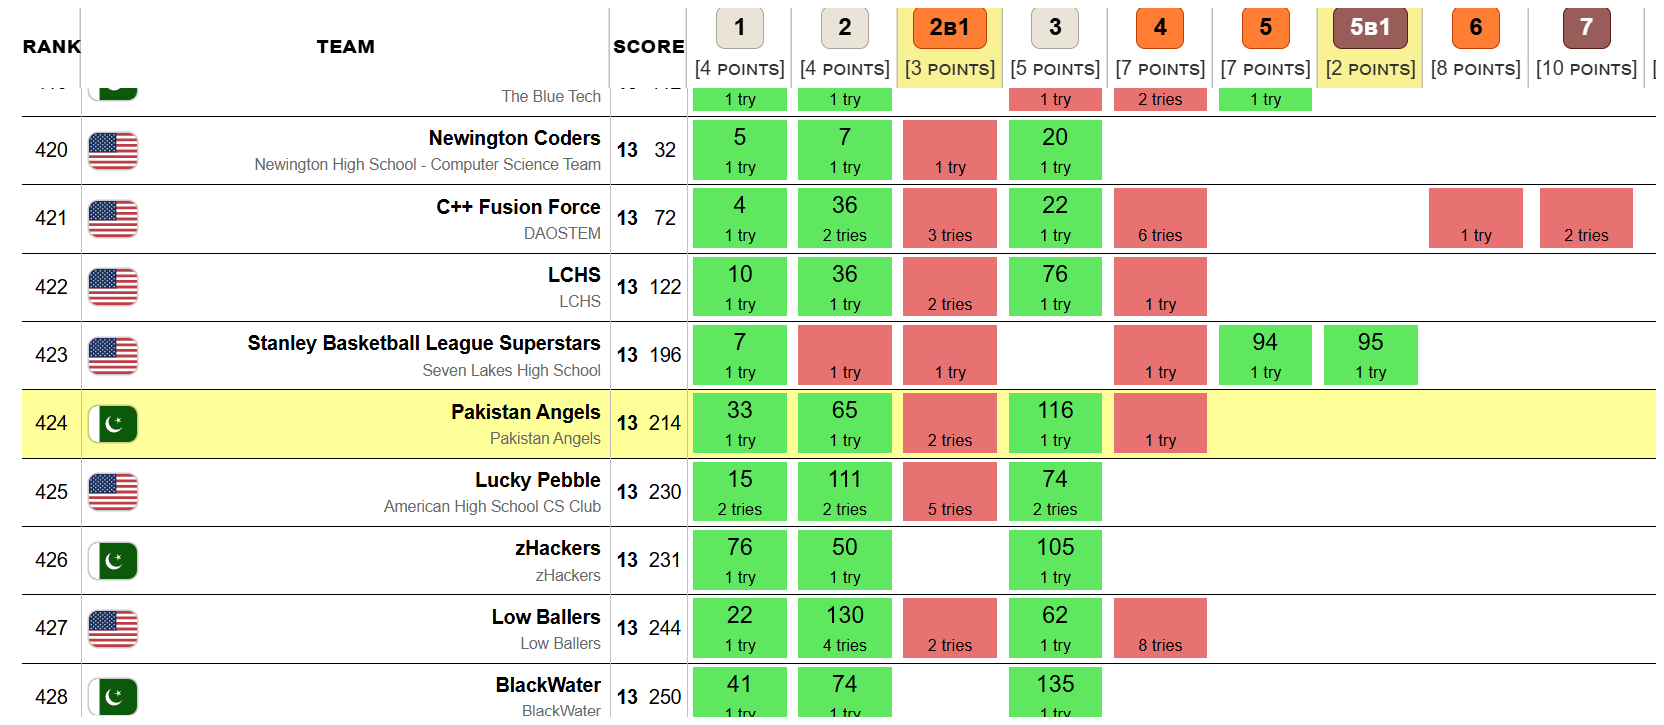 RANK TEAM SCORE 1 2 2B1 3 4 5 5B1 6 7
[4 POINTS] [4 POINTS] [3 POINTS] [5 POINTS] [7 POINTS] [7 POINTS] [2 POINTS] [8 POINTS] [10 POINTS] [
The Blue Tech 1 try 1 try 1 try 2 tries 1 try
420 Newington Coders 13 32 5 7 20
Newington High School - Computer Science Team 1 try 1 try 1 try 1 try
421 C++ Fusion Force 13 72 4 36 22
DAOSTEM 1 try 2 tries 3 tries 1 try 6 tries 1 try 2 tries
422 LCHS 13 122 10 36 76
LCHS 1 try 1 try 2 tries 1 try 1 try
423 Stanley Basketball League Superstars 13 196 7 94 95
Seven Lakes High School 1 try 1 try 1 try 1 try 1 try 1 try
424 Pakistan Angels 13 214 33 65 116
Pakistan Angels 1 try 1 try 2 tries 1 try 1 try
425 Lucky Pebble 13 230 15 111 74
American High School CS Club 2 tries 2 tries 5 tries 2 tries
426 zHackers 13 231 76 50 105
zHackers 1 try 1 try 1 try
427 Low Ballers 13 244 22 130 62
Low Ballers 1 try 4 tries 2 tries 1 try 8 tries
428 BlackWater 13 250 41 74 135
BlackWater 1 try 1 try 1 try